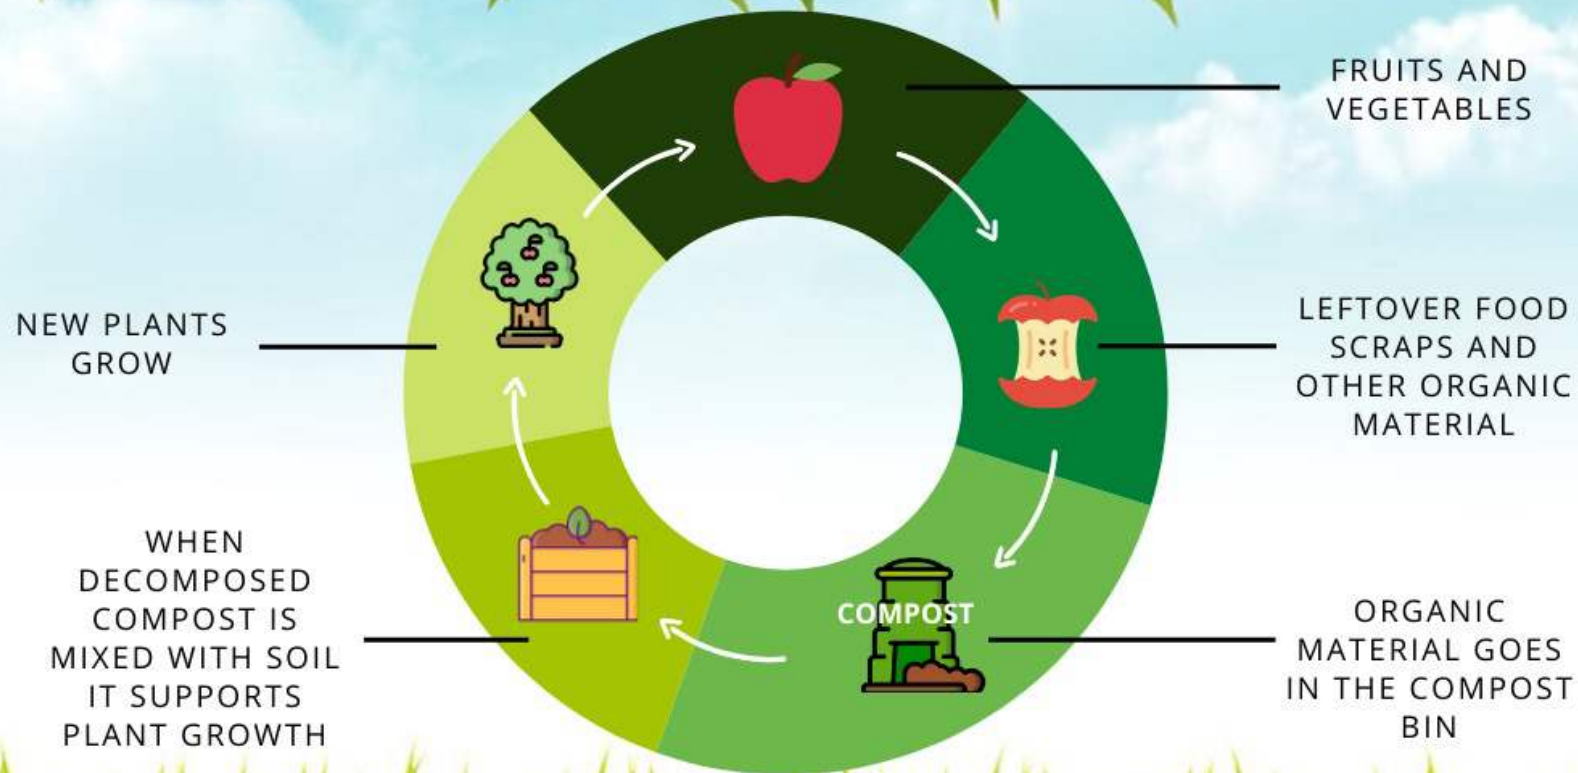 FRUITS AND
VEGETABLES
LEFTOVER FOOD
SCRAPS AND
OTHER ORGANIC
MATERIAL
COMPOST
ORGANIC
MATERIAL GOES
IN THE COMPOST
BIN
WHEN
DECOMPOSED
COMPOST IS
MIXED WITH SOIL
IT SUPPORTS
PLANT GROWTH
NEW PLANTS
GROW